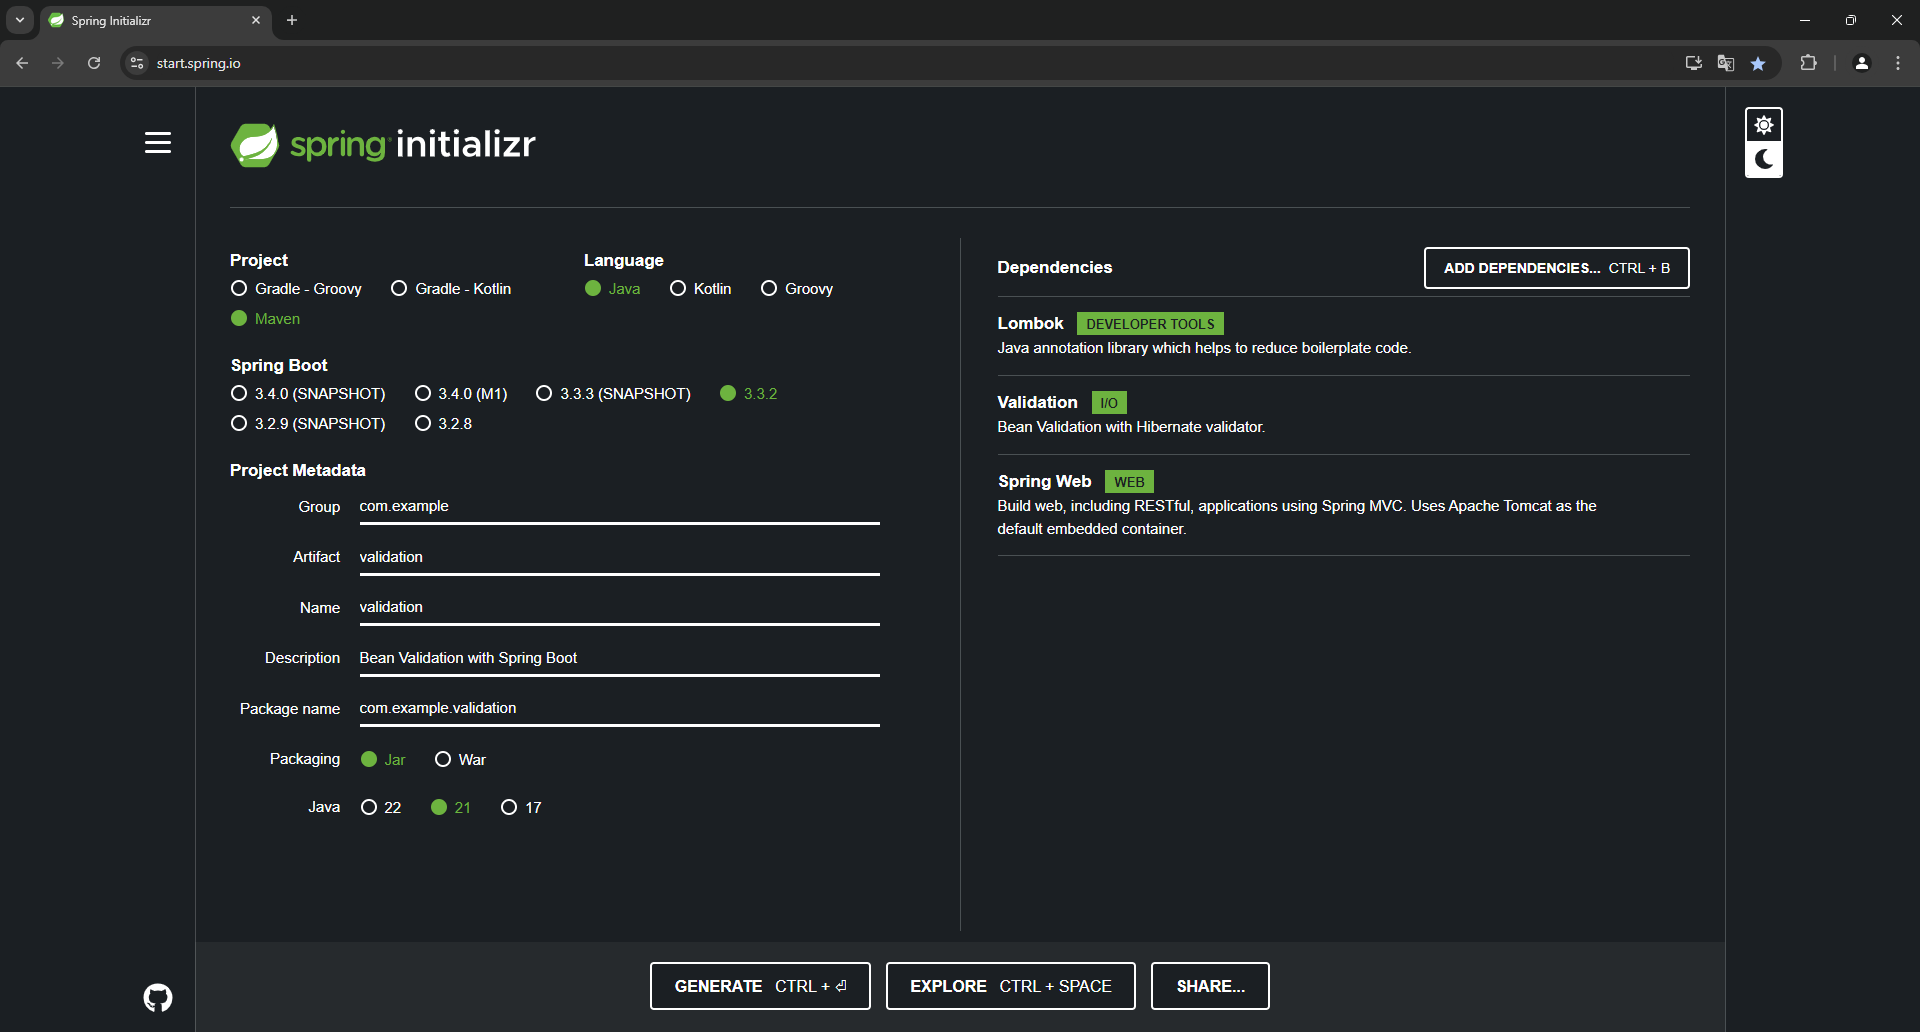 Spring Initializr
start.spring.io
spring initializr
Project
Gradle - Groovy Gradle - Kotlin
Maven
Language
Java Kotlin Groovy
Spring Boot
3.4.0 (SNAPSHOT) 3.4.0 (M1) 3.3.3 (SNAPSHOT) 3.3.2
3.2.9 (SNAPSHOT) 3.2.8
Project Metadata
Group com.example
Artifact validation
Name validation
Description Bean Validation with Spring Boot
Package name com.example.validation
Packaging Jar War
Java 22 21 17
Dependencies ADD DEPENDENCIES... CTRL + B
Lombok DEVELOPER TOOLS
Java annotation library which helps to reduce boilerplate code.
Validation I/O
Bean Validation with Hibernate validator.
Spring Web WEB
Build web, including RESTful, applications using Spring MVC. Uses Apache Tomcat as the
default embedded container.
GENERATE CTRL + ⏎ EXPLORE CTRL + SPACE SHARE...